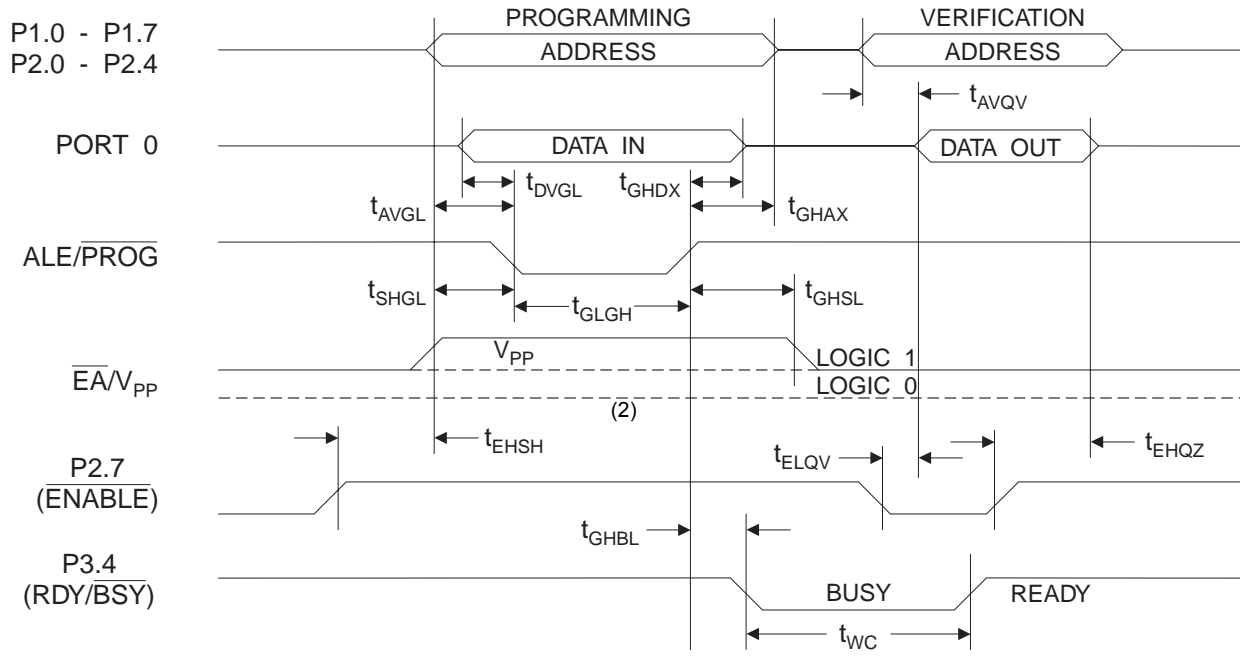 PROGRAMMING
VERIFICATION
P1.0 - P1.7
P2.0 - P2.4
ADDRESS
ADDRESS
tAVQV
PORT 0
DATA IN
DATA OUT
tDVGL
tGHDX
tAVGL
tGHAX
ALE/PROG
tSHGL
tGLGH
tGHSL
VPP
LOGIC 1
EA/VPP
LOGIC 0
(2)
tEHSH
tELQV
tEHQZ
P2.7
(ENABLE)
tGHBL
P3.4
(RDY/BSY)
BUSY
READY
tWC